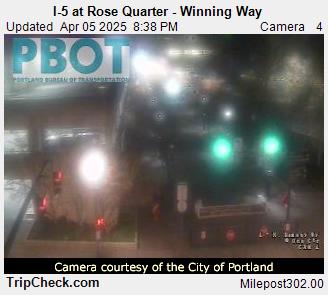 I-5 at Rose Quarter - Winning Way
Updated Apr 05 2025 8:38 PM Camera 4
PBOT
PORTLAND BUREAU OF TRANSPORTATION
Camera courtesy of the City of Portland
TripCheck.com Milepost302.00